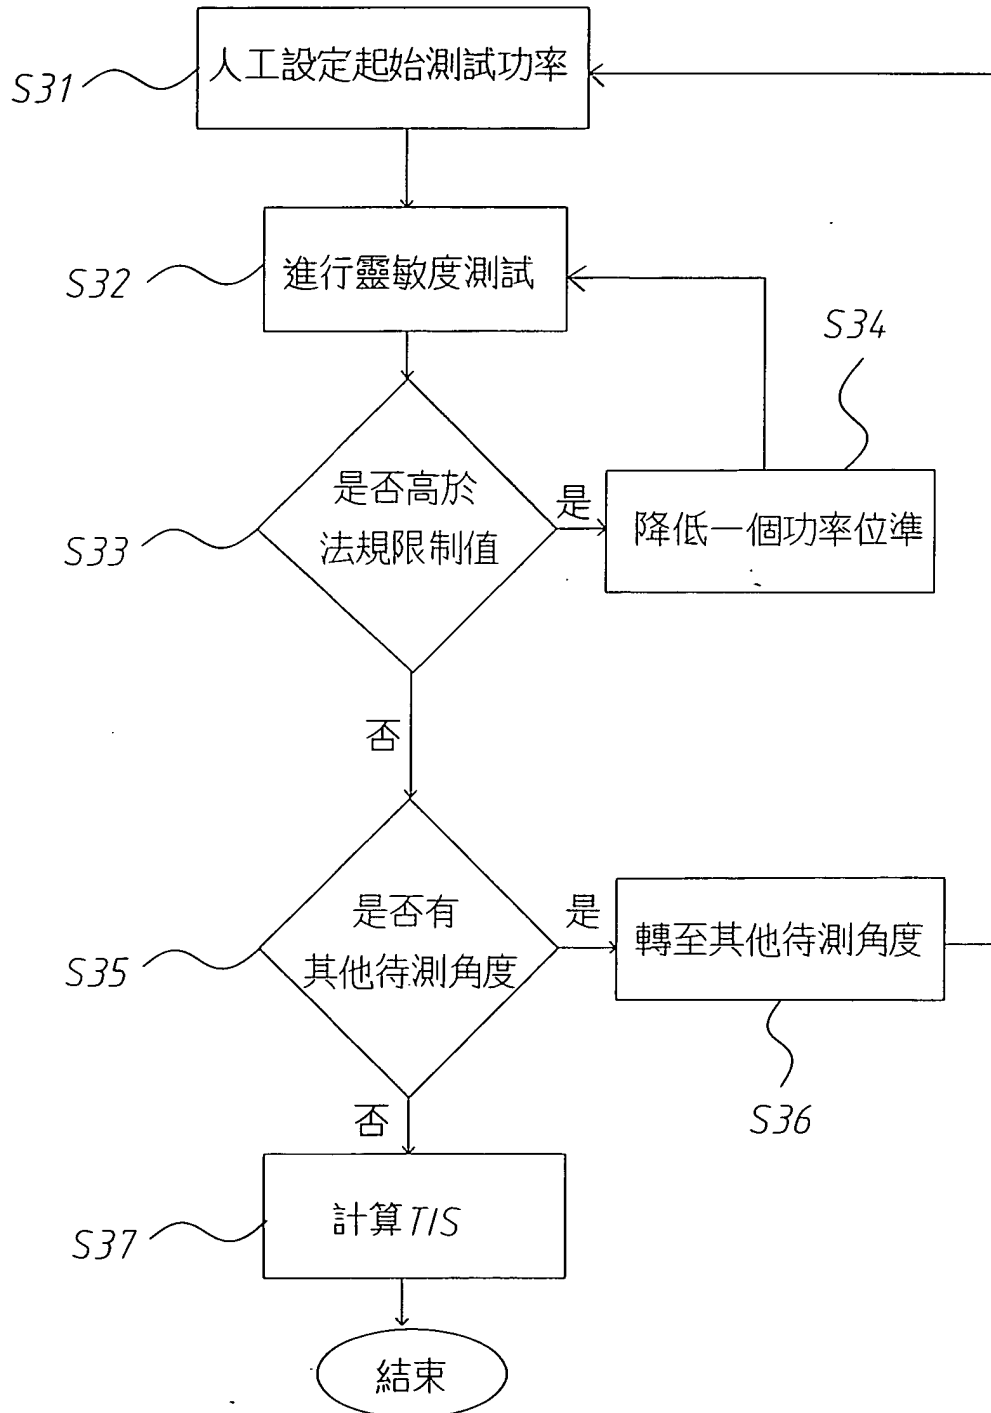 人工設定起始測試功率
S31
進行靈敏度測試
S32
S34
是否高於
法規限制值
是
降低一個功率位準
S33
否
是否有
其他待測角度
是
轉至其他待測角度
S35
S36
否
計算TIS
S37
結束